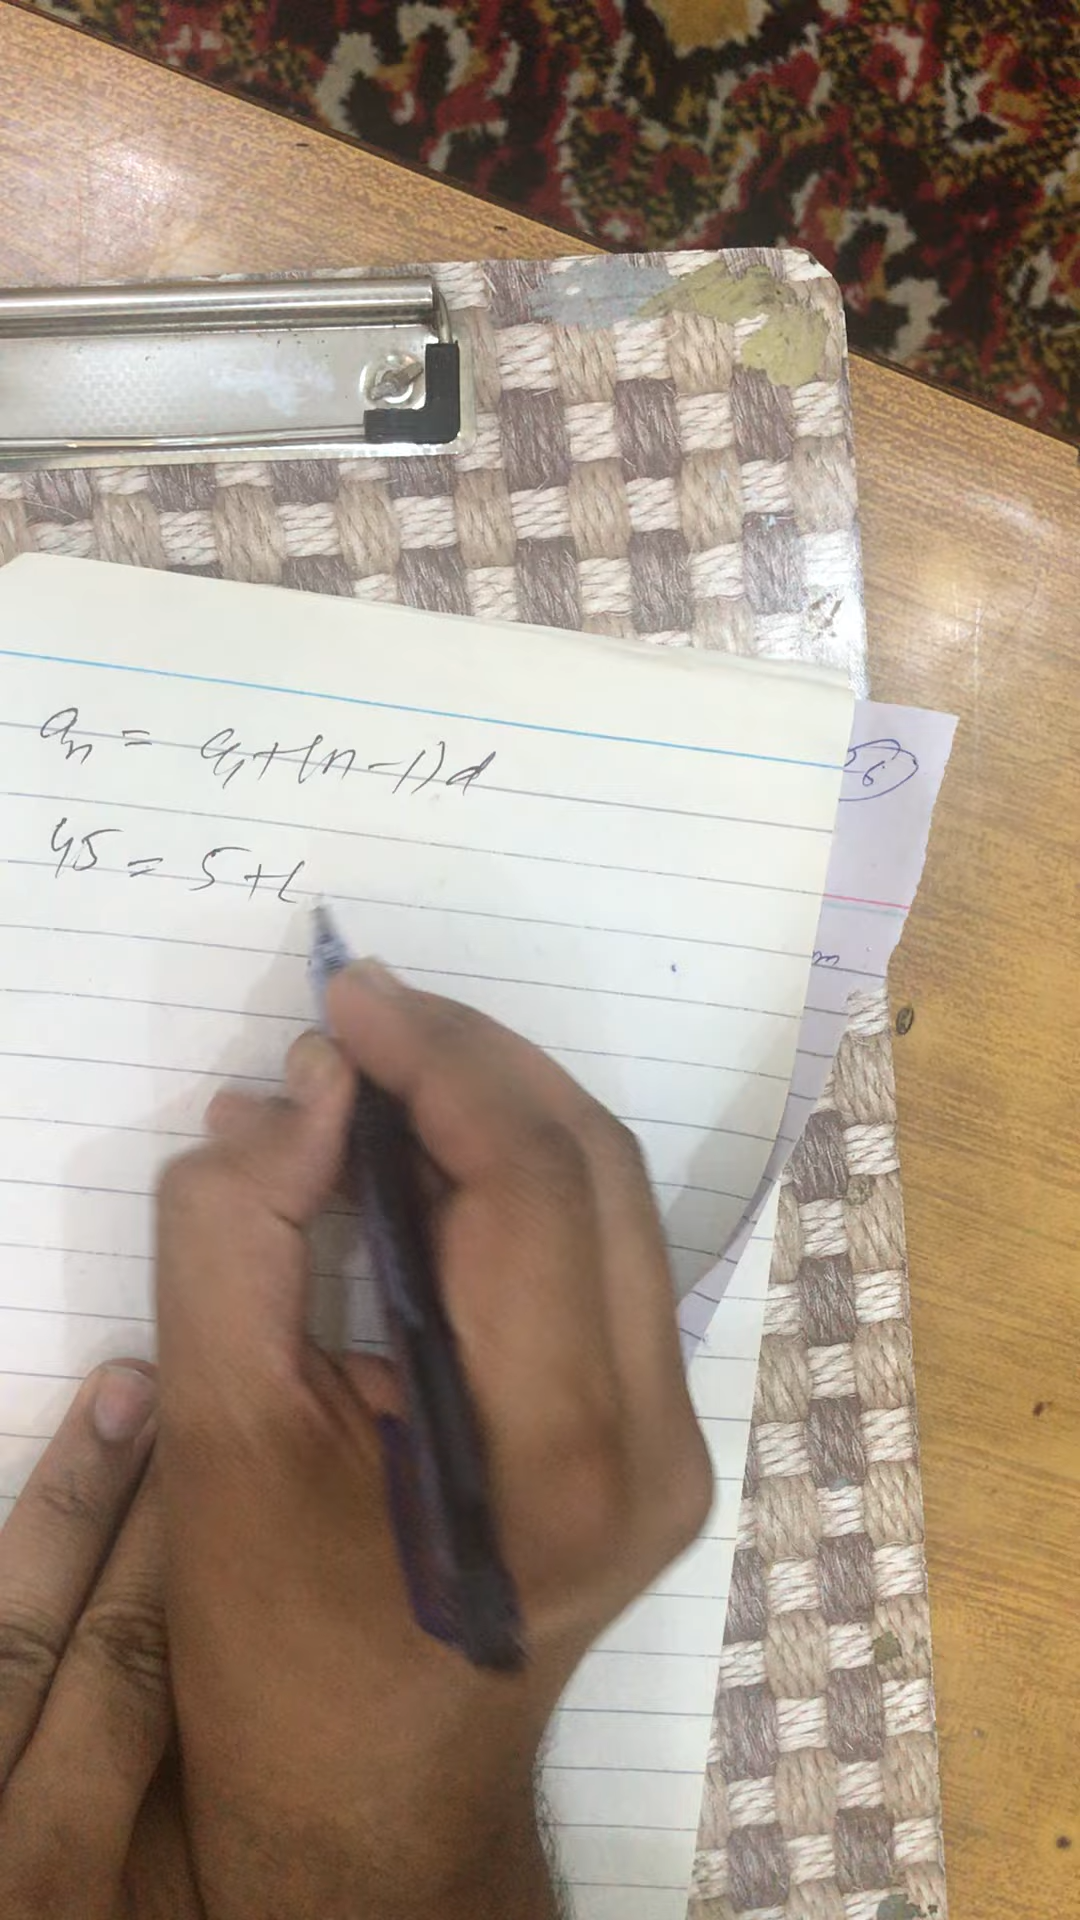 aₙ = a₁ + (n - 1) d
45 = 5 + (